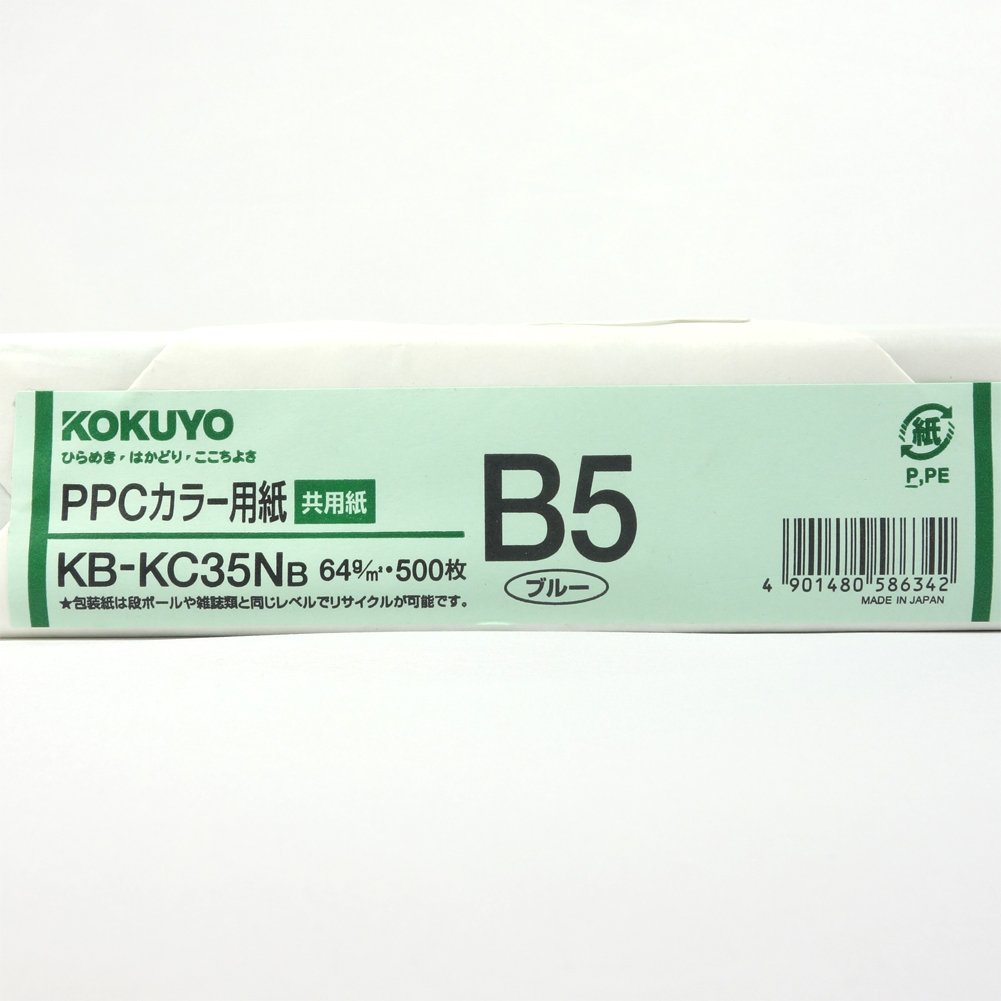 KOKUYO
ひらめき・はかどり・ここちよさ
PPCカラー用紙 共用紙
KB-KC35NB 64g/m²・500枚
★包装紙は段ボールや雑誌類と同じレベルでリサイクルが可能です。
B5
ブルー
紙
P,PE
4 901480 586342
MADE IN JAPAN